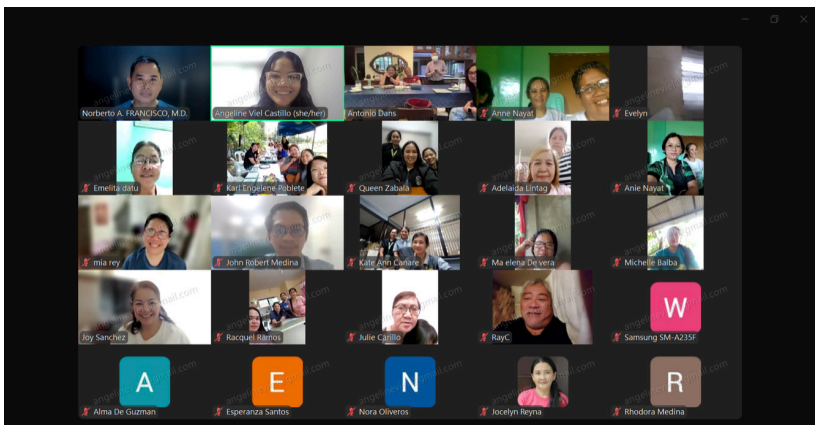 Norberto A. FRANCISCO, M.D.
Angeline Viel Castillo (she/her)
Antonio Dans
Anne Nayat
Evelyn
Emelita datu
Karl Engelene Poblete
Queen Zabala
Adelaida Lintag
Anie Nayat
mia rey
John Robert Medina
Kate Ann Canare
Ma elena De vera
Michelle Balba
Joy Sanchez
Racquel Ramos
Julie Carillo
RayC
W
Samsung SM-A235F
A
Alma De Guzman
E
Esperanza Santos
N
Nora Oliveros
Jocelyn Reyna
R
Rhodora Medina